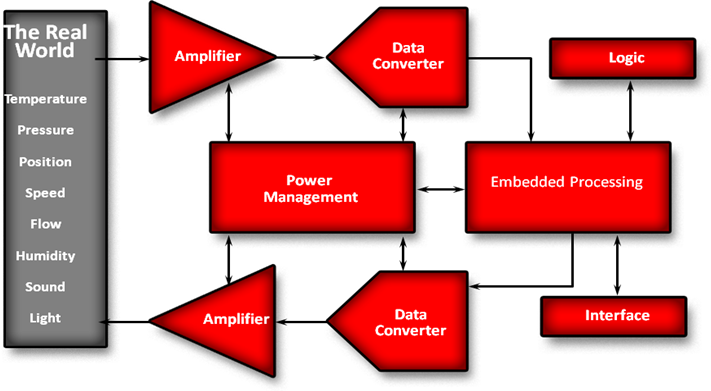 The Real
World
Temperature
Pressure
Position
Speed
Flow
Humidity
Sound
Light
Amplifier
Data
Converter
Logic
Power
Management
Embedded Processing
Amplifier
Data
Converter
Interface